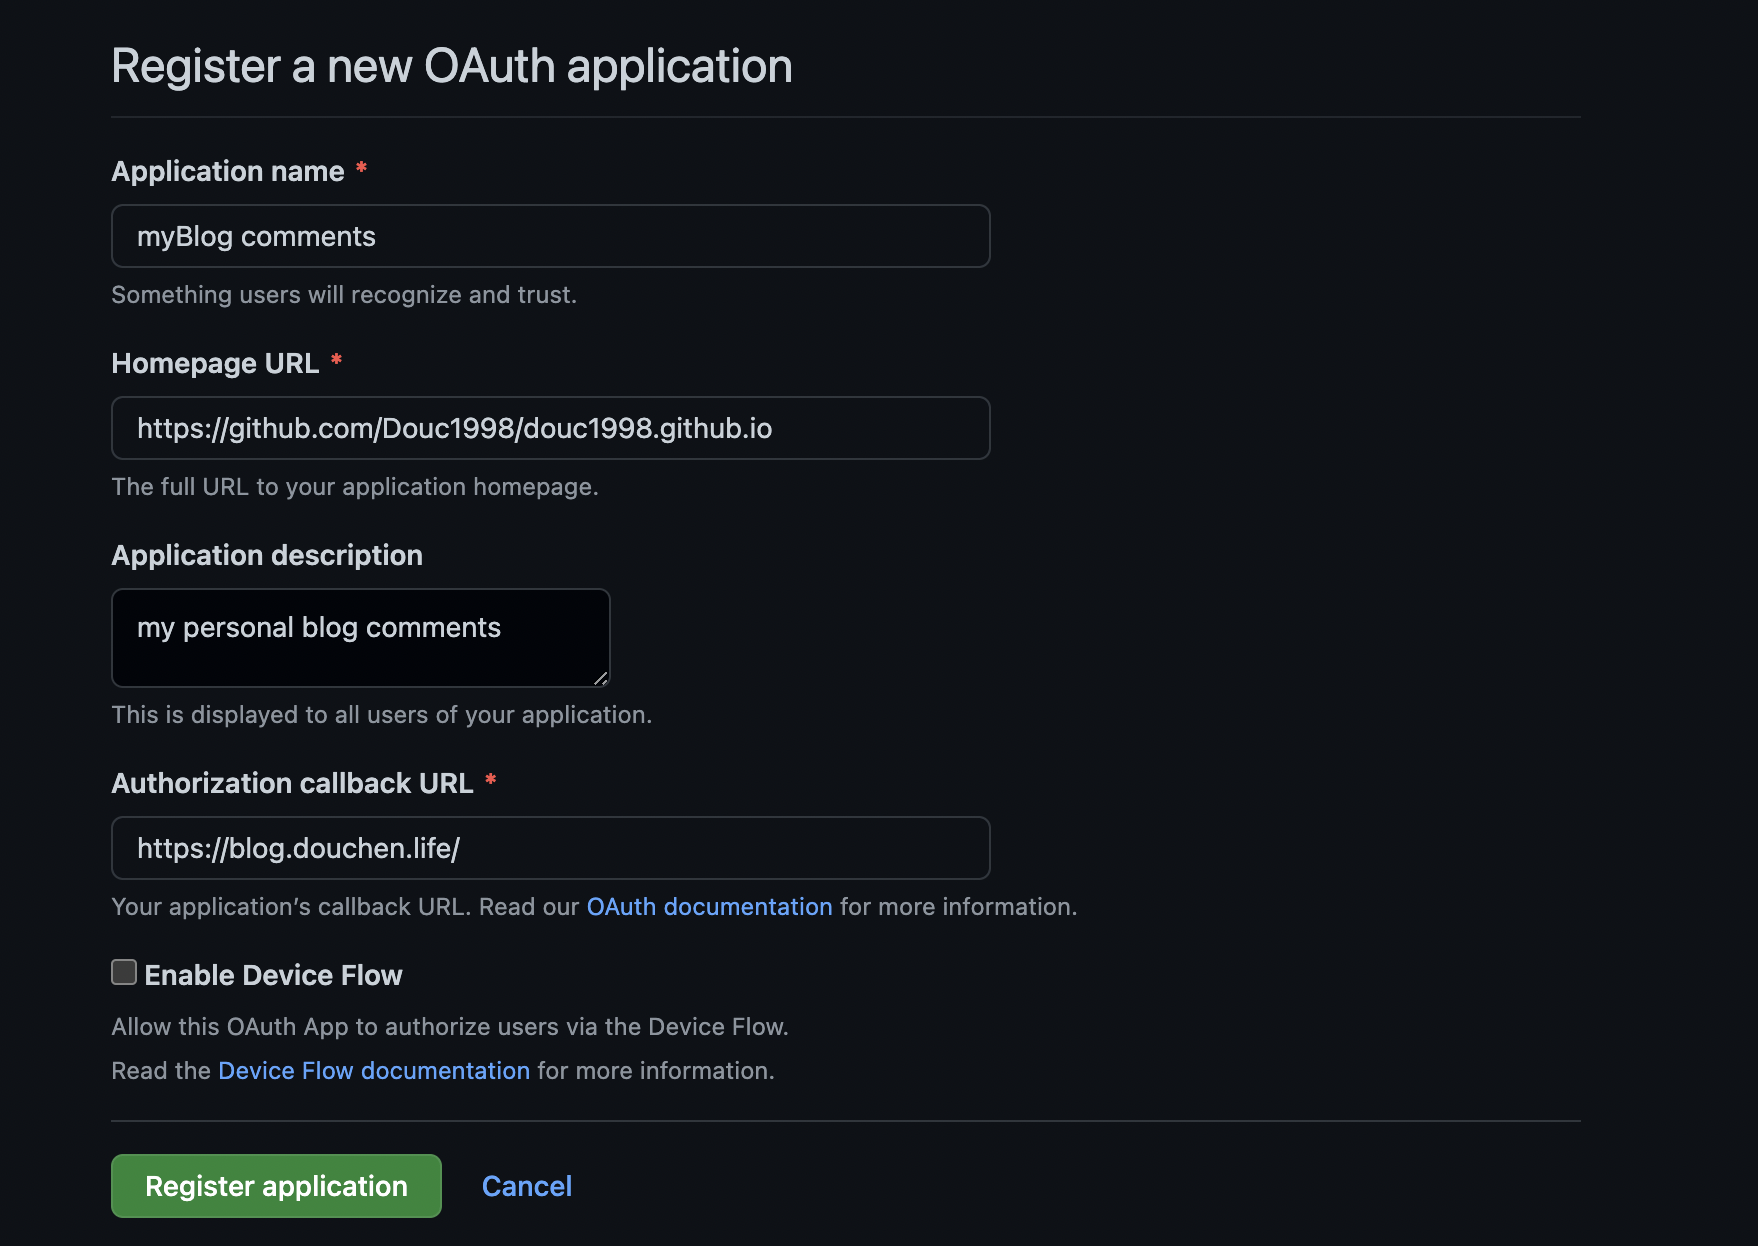 Register a new OAuth application
Application name *
myBlog comments
Something users will recognize and trust.
Homepage URL *
https://github.com/Douc1998/douc1998.github.io
The full URL to your application homepage.
Application description
my personal blog comments
This is displayed to all users of your application.
Authorization callback URL *
https://blog.douchen.life/
Your application’s callback URL. Read our OAuth documentation for more information.
Enable Device Flow
Allow this OAuth App to authorize users via the Device Flow.
Read the Device Flow documentation for more information.
Register application Cancel